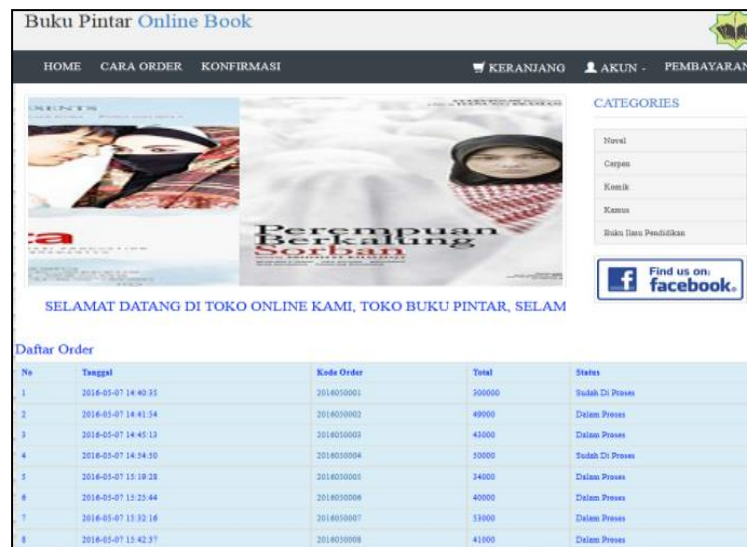 Buku Pintar Online Book
HOME CARA ORDER KONFIRMASI KERANJANG AKUN PEMBAYARAN
Perempuan
Berkalung
Sorban
CATEGORIES
Novel
Cerpen
Komik
Kamus
Buku Ilmu Pendidikan
Find us on:
facebook.
SELAMAT DATANG DI TOKO ONLINE KAMI, TOKO BUKU PINTAR, SELAM
Daftar Order
No Tanggal Kode Order Total Status
1 2016-05-07 14:40:35 2016050001 300000 Sudah Di Proses
2 2016-05-07 14:41:54 2016050002 49000 Dalam Proses
3 2016-05-07 14:45:13 2016050003 43000 Dalam Proses
4 2016-05-07 14:54:50 2016050004 50000 Sudah Di Proses
5 2016-05-07 15:19:28 2016050005 34000 Dalam Proses
6 2016-05-07 15:25:44 2016050006 40000 Dalam Proses
7 2016-05-07 15:32:16 2016050007 53000 Dalam Proses
8 2016-05-07 15:42:37 2016050008 41000 Dalam Proses